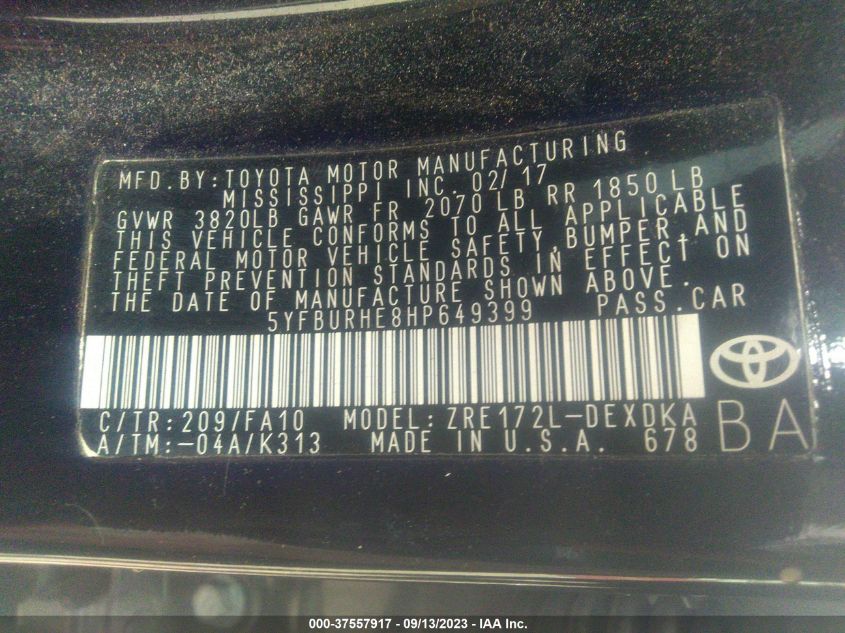 MFD. BY: TOYOTA MOTOR MANUFACTURING
MISSISSIPPI INC. 02/17
GVWR 3820LB GAWR FR 2070 LB RR 1850 LB
THIS VEHICLE CONFORMS TO ALL APPLICABLE
FEDERAL MOTOR VEHICLE SAFETY, BUMPER, AND
THEFT PREVENTION STANDARDS IN EFFECT ON
THE DATE OF MANUFACTURE SHOWN ABOVE.
5YFBURHE8HP649399 PASS. CAR
C/TR: 209/FA10 MODEL: ZRE172L-DEXDKA
A/TM: -04A/K313 MADE IN U.S.A. 678
BA
000-37557917 - 09/13/2023 - IAA Inc.